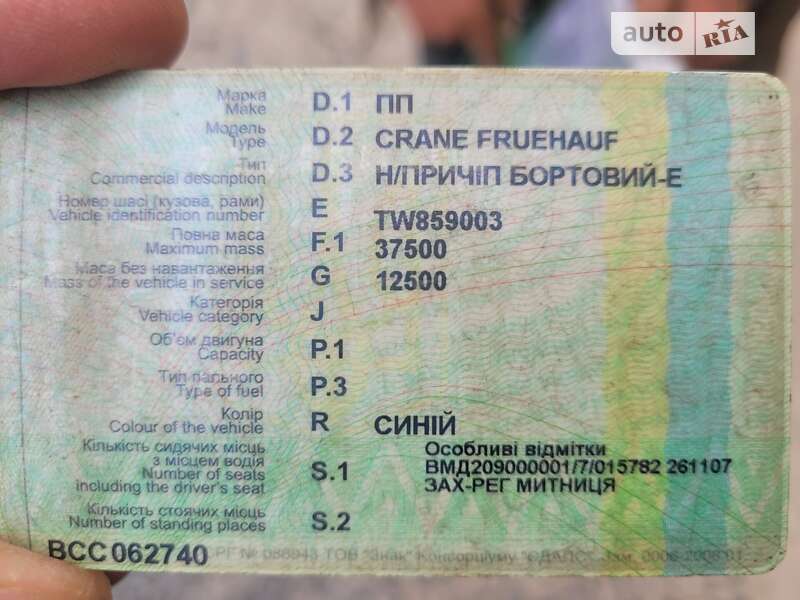 auto RIA
Марка
Make
D.1 ПП
Модель
Type
D.2 CRANE FRUEHAUF
Тип
Commercial description
D.3 Н/ПРИЧІП БОРТОВИЙ-Е
Номер шасі (кузова, рами)
Vehicle identification number
E TW859003
Повна маса
Maximum mass
F.1 37500
Маса без навантаження
Mass of the vehicle in service
G 12500
Категорія
Vehicle category
J
Об'єм двигуна
Capacity
P.1
Тип пального
Type of fuel
P.3
Колір
Colour of the vehicle
R СИНІЙ
Кількість сидячих місць
з місцем водія
Number of seats
including the driver's seat
S.1
Особливі відмітки
ВМД209000001/7/015782 261107
ЗАХ-РЕГ МИТНИЦЯ
Кількість стоячих місць
Number of standing places
S.2
ВСС062740
ТОВ "Знак" Консорціуму